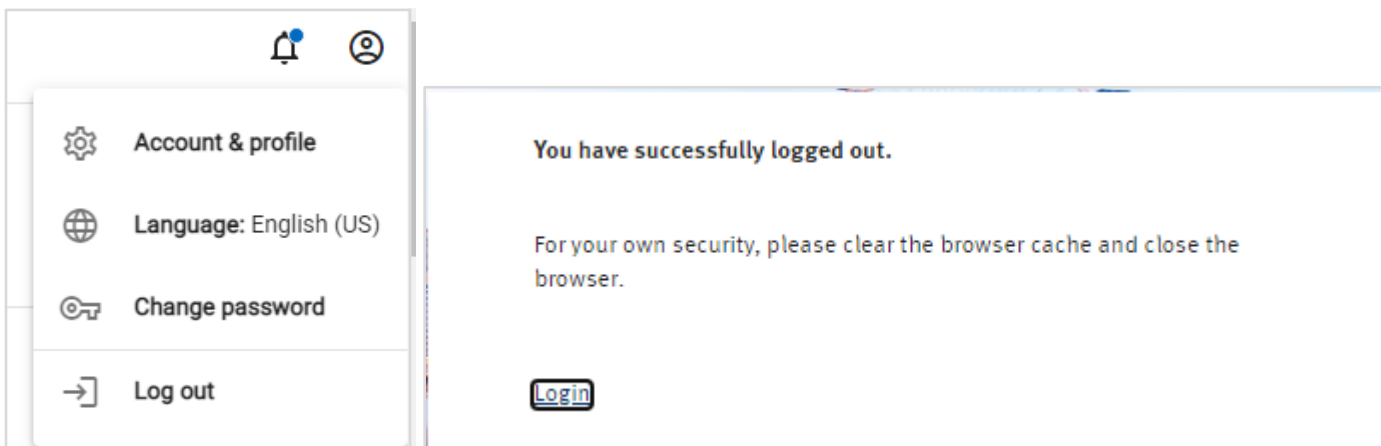 Account & profile
Language: English (US)
Change password
Log out
You have successfully logged out.
For your own security, please clear the browser cache and close the
browser.
Login